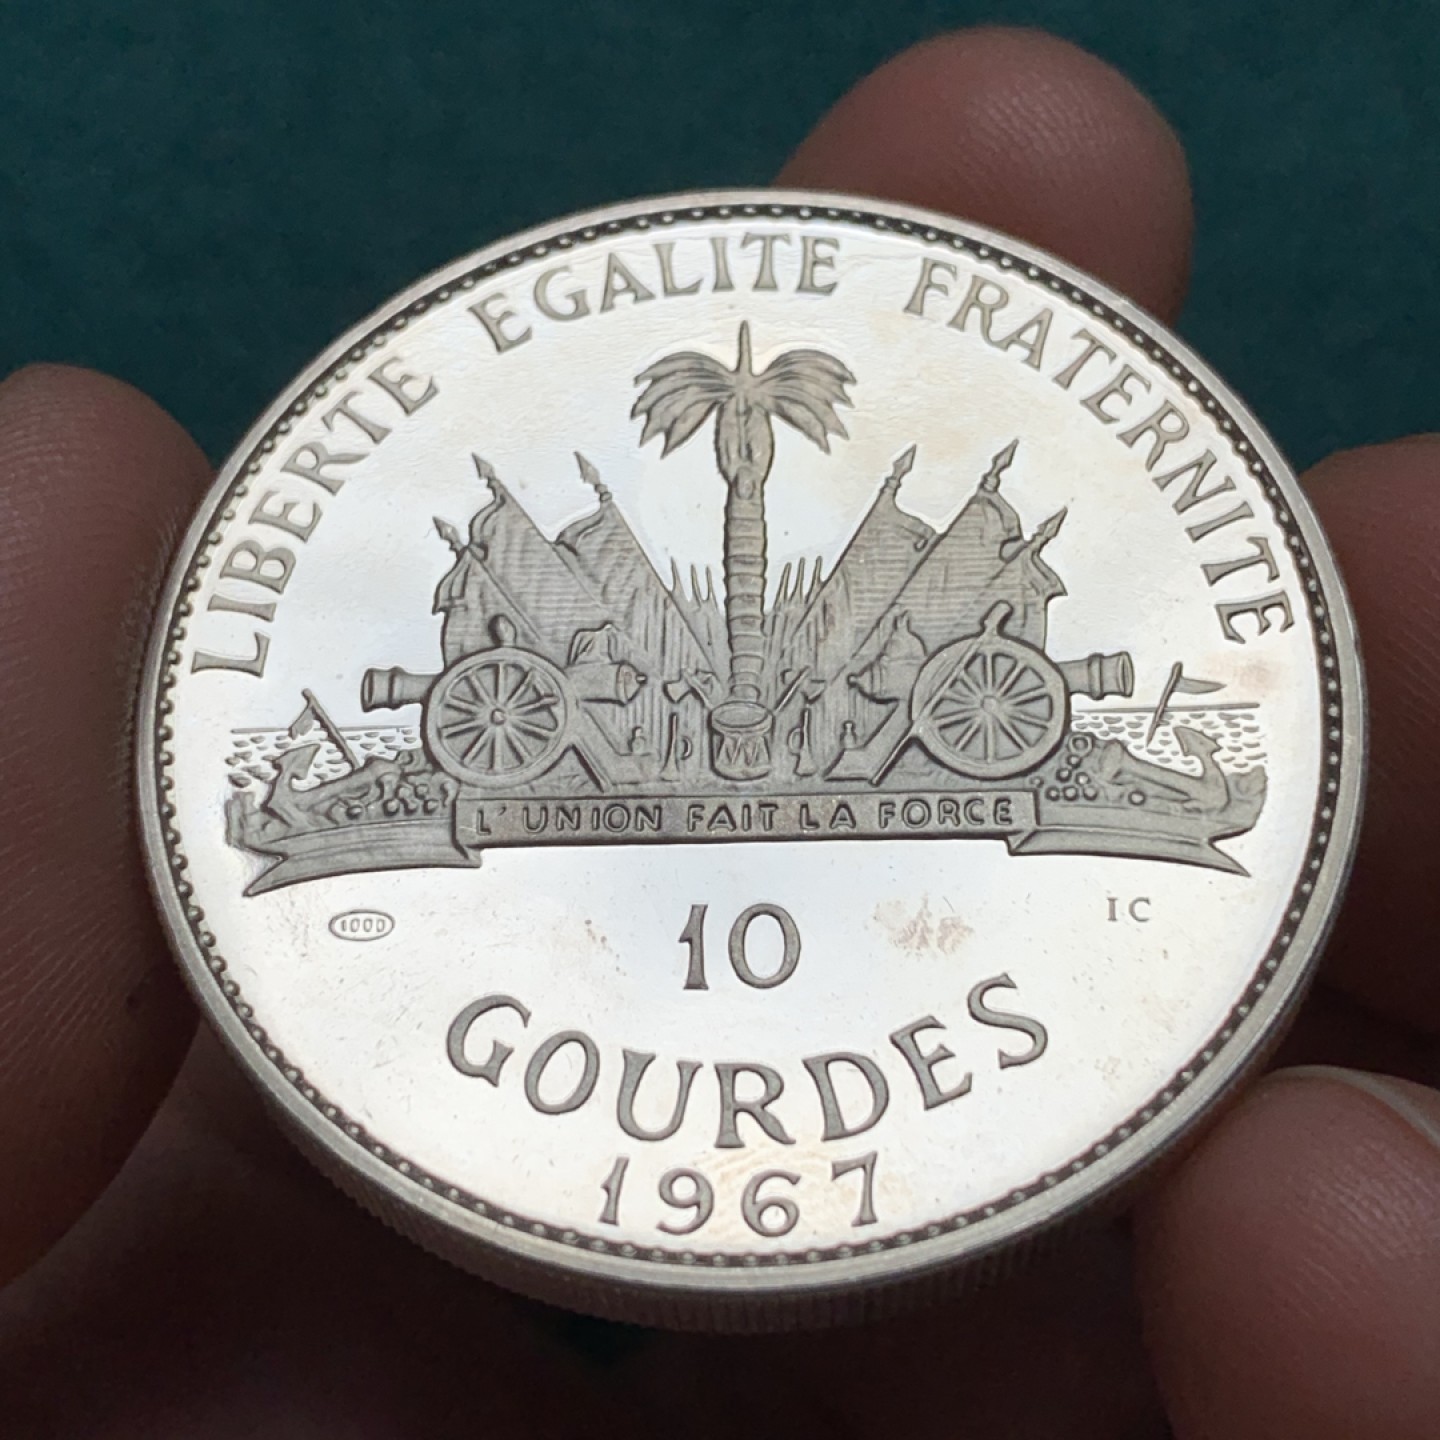 LIBERTE EGALITE FRATERNITE
L'UNION FAIT LA FORCE
1000
IC
10
GOURDES
1967